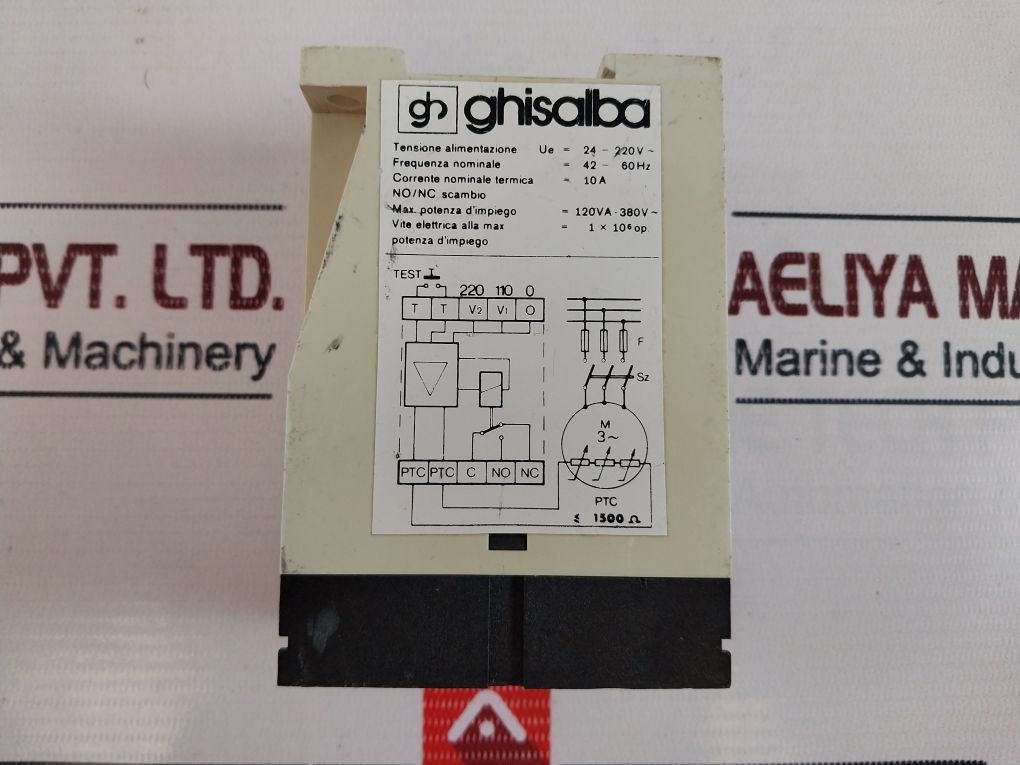 gh ghisalba
Tensione alimentazione Ue = 24 - 220V ~
Frequenza nominale = 42 - 60Hz
Corrente nominale termica = 10A
NO/NC scambio
Max. potenza d'impiego = 120VA - 380V ~
Vite elettrica alla max = 1 x 10⁶ op.
potenza d'impiego
TEST
220 110 0
T T V2 V1 O
F
Sz
M
3~
PTC PTC C NO NC
PTC
≤ 1500 Ω
PVT. LTD.
& Machinery
AELIYA MA
Marine & Indu